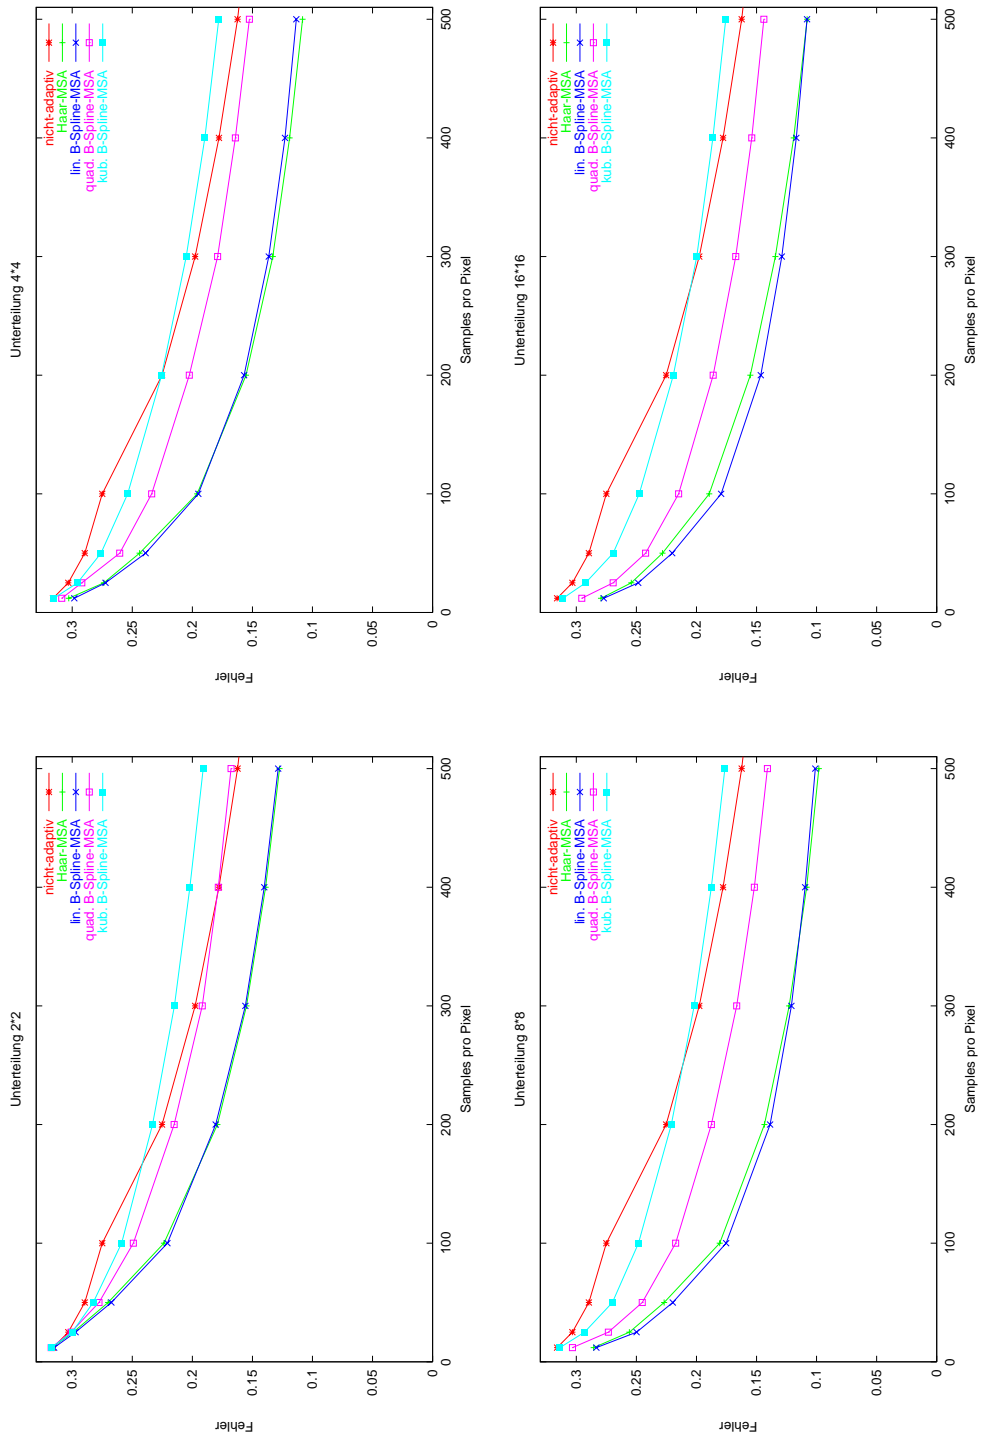 Unterteilung 2*2
nicht-adaptiv
Haar-MSA
lin. B-Spline-MSA
quad. B-Spline-MSA
kub. B-Spline-MSA
Fehler
0.3
0.25
0.2
0.15
0.1
0.05
0
0 100 200 300 400 500
Samples pro Pixel
Unterteilung 4*4
nicht-adaptiv
Haar-MSA
lin. B-Spline-MSA
quad. B-Spline-MSA
kub. B-Spline-MSA
Fehler
0.3
0.25
0.2
0.15
0.1
0.05
0
0 100 200 300 400 500
Samples pro Pixel
Unterteilung 8*8
nicht-adaptiv
Haar-MSA
lin. B-Spline-MSA
quad. B-Spline-MSA
kub. B-Spline-MSA
Fehler
0.3
0.25
0.2
0.15
0.1
0.05
0
0 100 200 300 400 500
Samples pro Pixel
Unterteilung 16*16
nicht-adaptiv
Haar-MSA
lin. B-Spline-MSA
quad. B-Spline-MSA
kub. B-Spline-MSA
Fehler
0.3
0.25
0.2
0.15
0.1
0.05
0
0 100 200 300 400 500
Samples pro Pixel